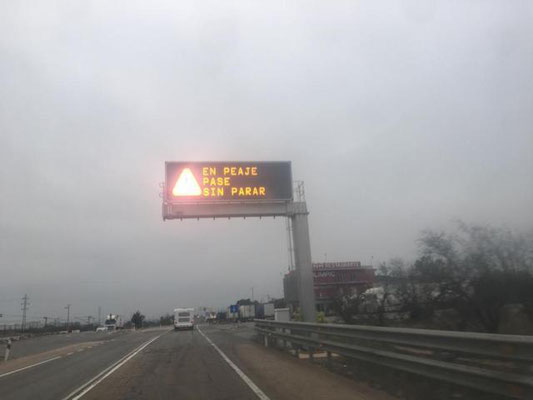 EN PEAJE
PASE
SIN PARAR